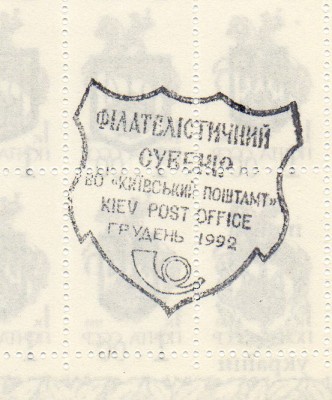 ФІЛАТЕЛІСТИЧНИЙ
СУВЕНІР
ВО "КИЇВСЬКИЙ ПОШТАМТ"
KIEV POST OFFICE
ГРУДЕНЬ 1992